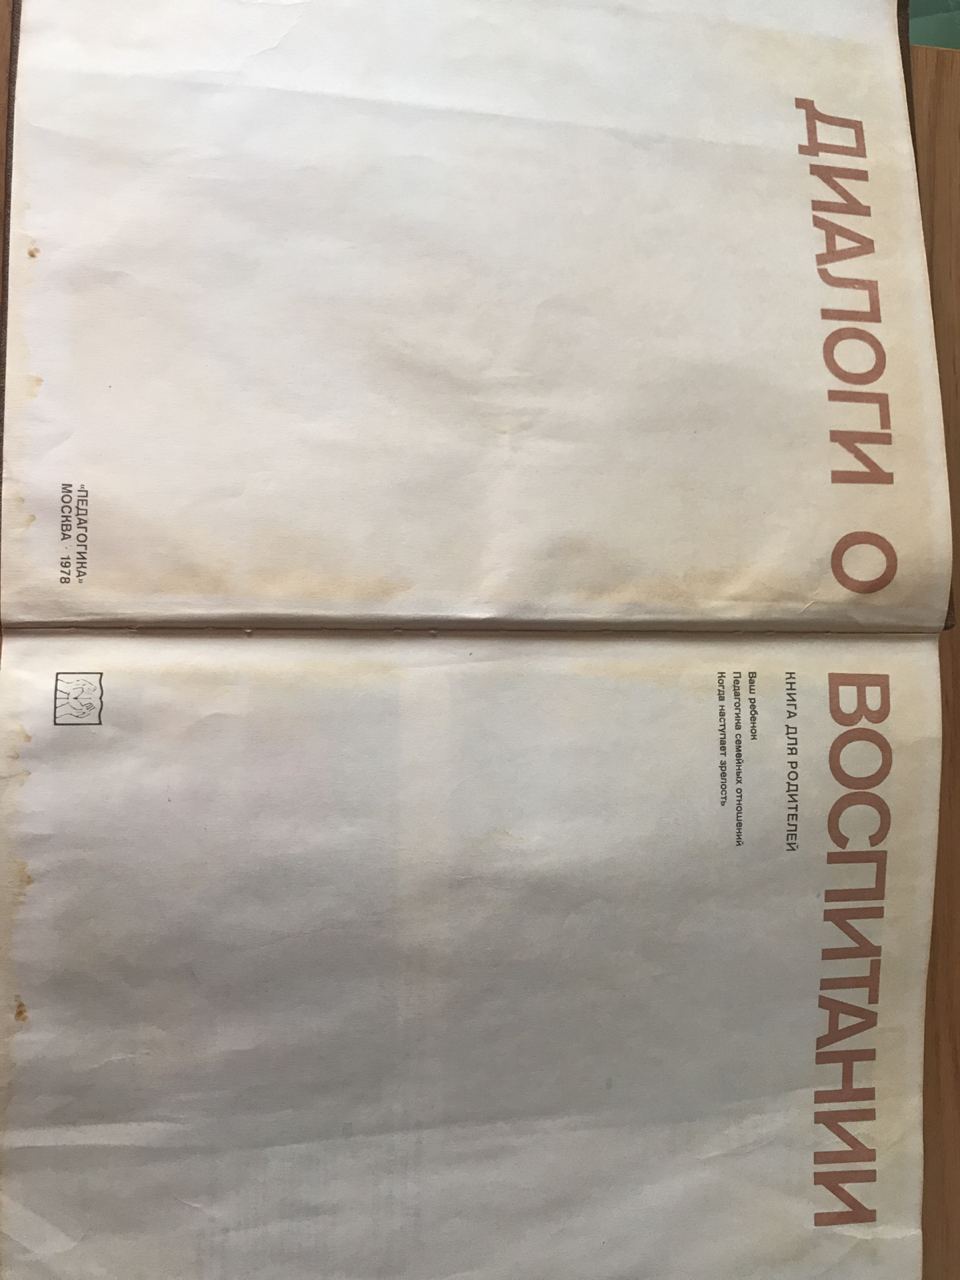 ДИАЛОГИ О ВОСПИТАНИИ
КНИГА ДЛЯ РОДИТЕЛЕЙ
Ваш ребенок
Педагогика семейных отношений
Когда наступает зрелость
«ПЕДАГОГИКА»
МОСКВА · 1978